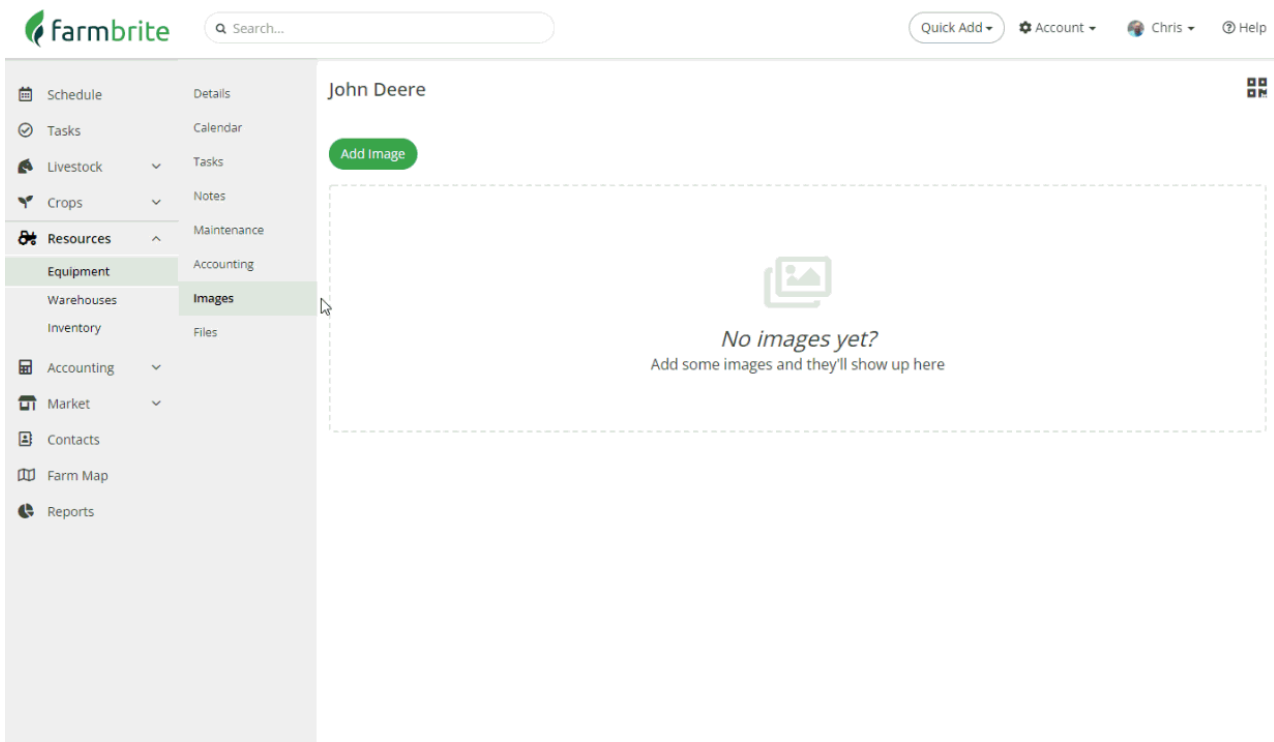 farmbrite
Search...
Quick Add
Account
Chris
Help
Schedule
Tasks
Livestock
Crops
Resources
Equipment
Warehouses
Inventory
Accounting
Market
Contacts
Farm Map
Reports
Details
Calendar
Tasks
Notes
Maintenance
Accounting
Images
Files
John Deere
Add Image
No images yet?
Add some images and they'll show up here